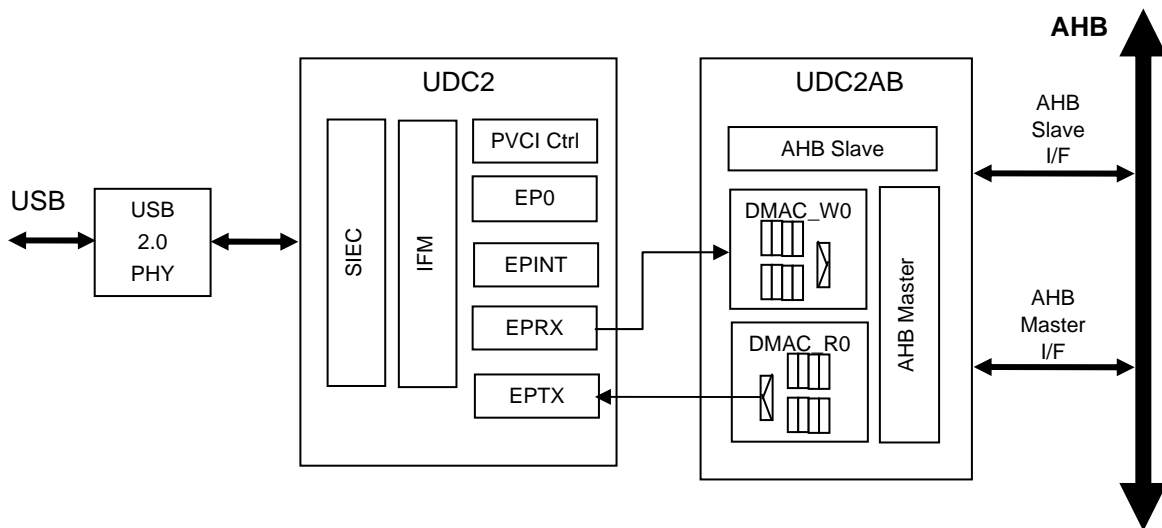 AHB
UDC2
UDC2AB
USB
USB
2.0
PHY
SIEC
IFM
PVCI Ctrl
EP0
EPINT
EPRX
EPTX
AHB Slave
DMAC_W0
DMAC_R0
AHB Master
AHB
Slave
I/F
AHB
Master
I/F